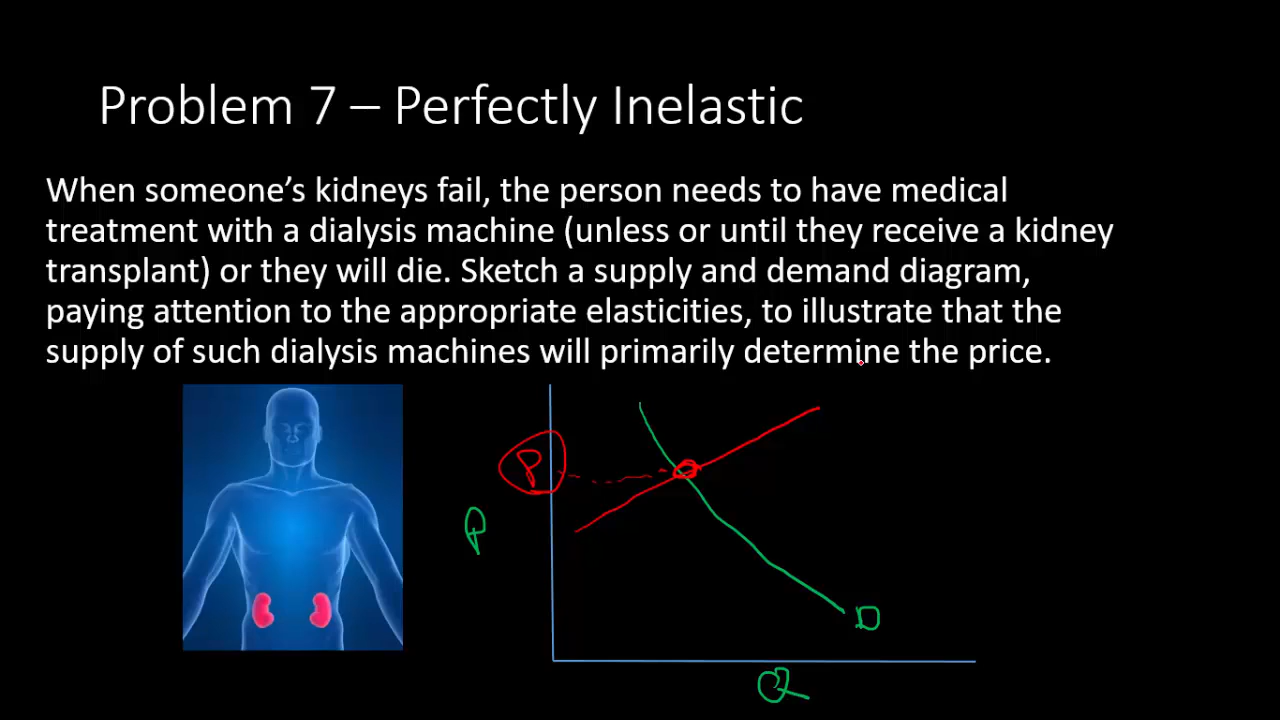 Problem 7 – Perfectly Inelastic
When someone’s kidneys fail, the person needs to have medical
treatment with a dialysis machine (unless or until they receive a kidney
transplant) or they will die. Sketch a supply and demand diagram,
paying attention to the appropriate elasticities, to illustrate that the
supply of such dialysis machines will primarily determine the price.
P
P
D
Q